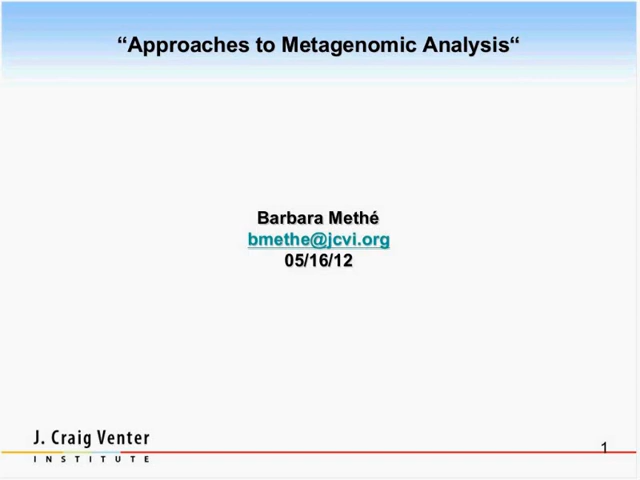 “Approaches to Metagenomic Analysis“
Barbara Methé
bmethe@jcvi.org
05/16/12
J. Craig Venter
INSTITUTE
1